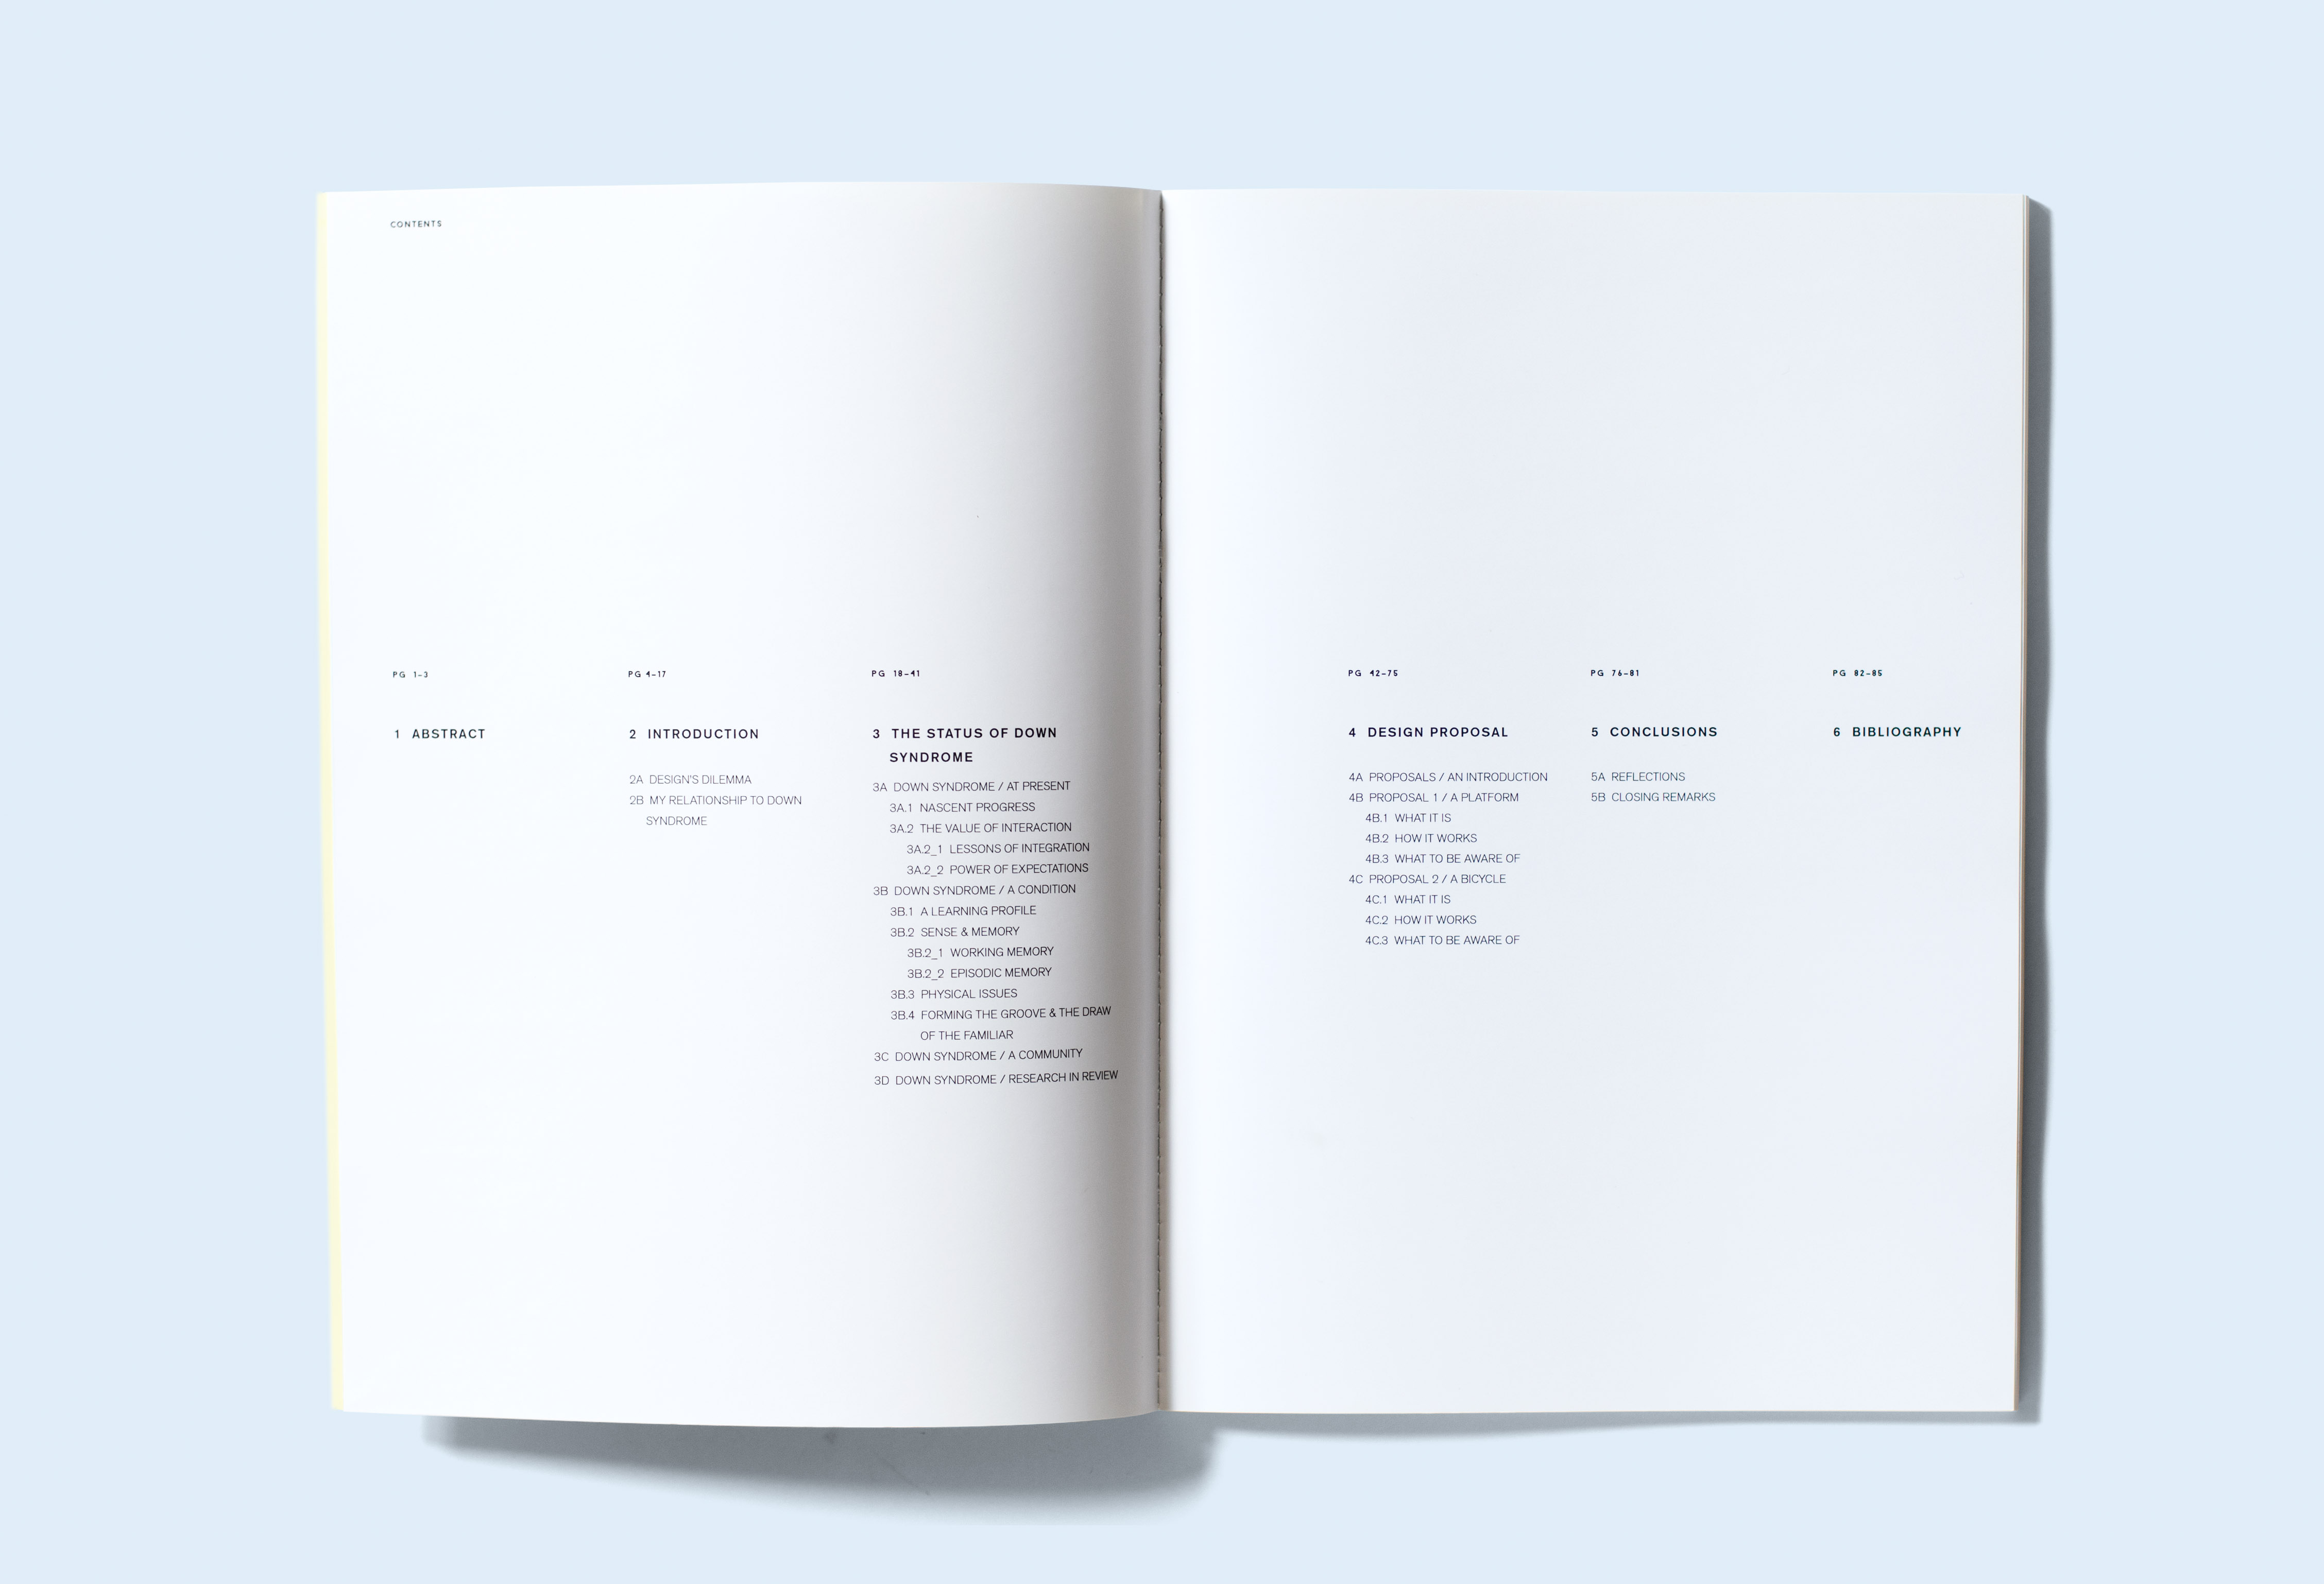 CONTENTS
PG 1-3
1 ABSTRACT
PG 4-17
2 INTRODUCTION
2A DESIGN'S DILEMMA
2B MY RELATIONSHIP TO DOWN
SYNDROME
PG 18-41
3 THE STATUS OF DOWN
SYNDROME
3A DOWN SYNDROME / AT PRESENT
3A.1 NASCENT PROGRESS
3A.2 THE VALUE OF INTERACTION
3A.2_1 LESSONS OF INTEGRATION
3A.2_2 POWER OF EXPECTATIONS
3B DOWN SYNDROME / A CONDITION
3B.1 A LEARNING PROFILE
3B.2 SENSE & MEMORY
3B.2_1 WORKING MEMORY
3B.2_2 EPISODIC MEMORY
3B.3 PHYSICAL ISSUES
3B.4 FORMING THE GROOVE & THE DRAW
OF THE FAMILIAR
3C DOWN SYNDROME / A COMMUNITY
3D DOWN SYNDROME / RESEARCH IN REVIEW
PG 42-75
4 DESIGN PROPOSAL
4A PROPOSALS / AN INTRODUCTION
4B PROPOSAL 1 / A PLATFORM
4B.1 WHAT IT IS
4B.2 HOW IT WORKS
4B.3 WHAT TO BE AWARE OF
4C PROPOSAL 2 / A BICYCLE
4C.1 WHAT IT IS
4C.2 HOW IT WORKS
4C.3 WHAT TO BE AWARE OF
PG 76-81
5 CONCLUSIONS
5A REFLECTIONS
5B CLOSING REMARKS
PG 82-85
6 BIBLIOGRAPHY